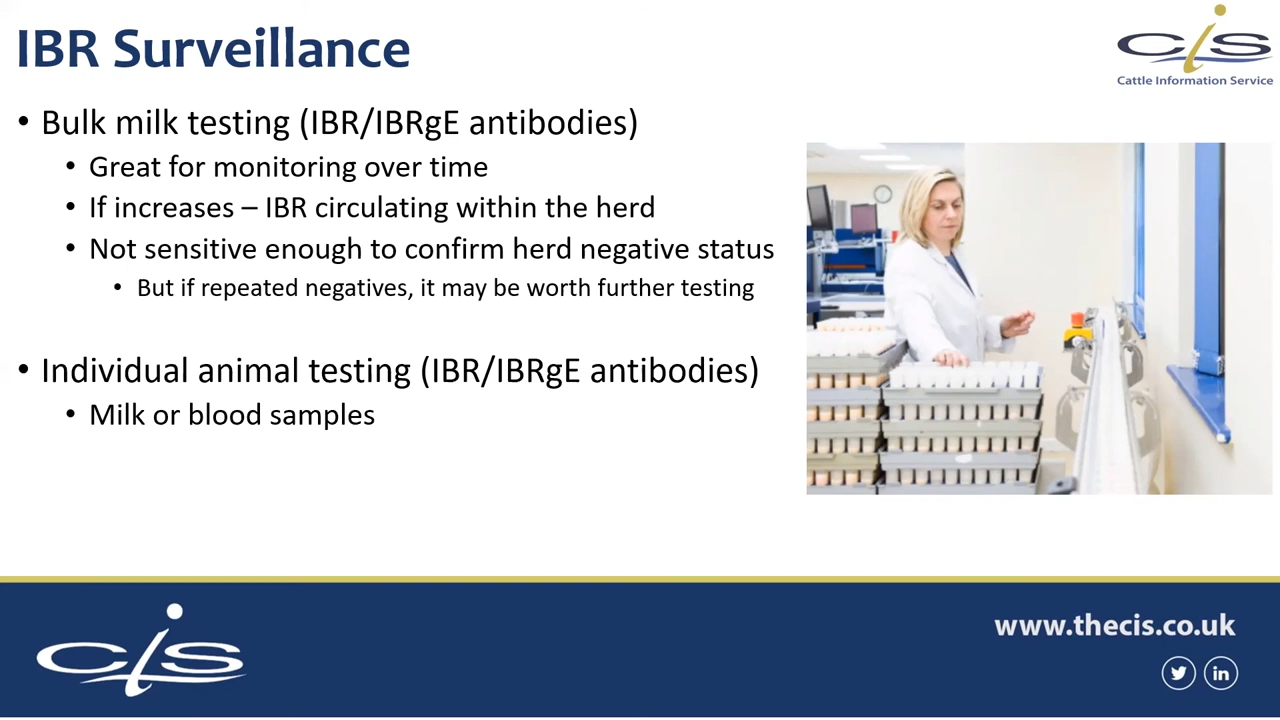 IBR Surveillance
cis
Cattle Information Service
• Bulk milk testing (IBR/IBRgE antibodies)
• Great for monitoring over time
• If increases – IBR circulating within the herd
• Not sensitive enough to confirm herd negative status
• But if repeated negatives, it may be worth further testing
• Individual animal testing (IBR/IBRgE antibodies)
• Milk or blood samples
cis
www.thecis.co.uk
in